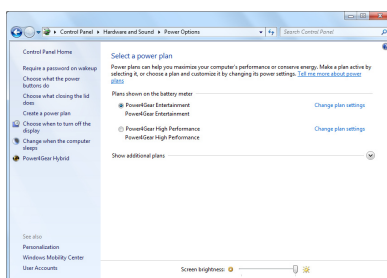 Control Panel ▸ Hardware and Sound ▸ Power Options
Search Control Panel
Control Panel Home
Require a password on wakeup
Choose what the power
buttons do
Choose what closing the lid
does
Create a power plan
Choose when to turn off the
display
Change when the computer
sleeps
Power4Gear Hybrid
See also
Personalization
Windows Mobility Center
User Accounts
Select a power plan
Power plans can help you maximize your computer's performance or conserve energy. Make a plan active by
selecting it, or choose a plan and customize it by changing its power settings. Tell me more about power
plans
Plans shown on the battery meter
Power4Gear Entertainment Change plan settings
Power4Gear Entertainment
Power4Gear High Performance Change plan settings
Power4Gear High Performance
Show additional plans
Screen brightness: